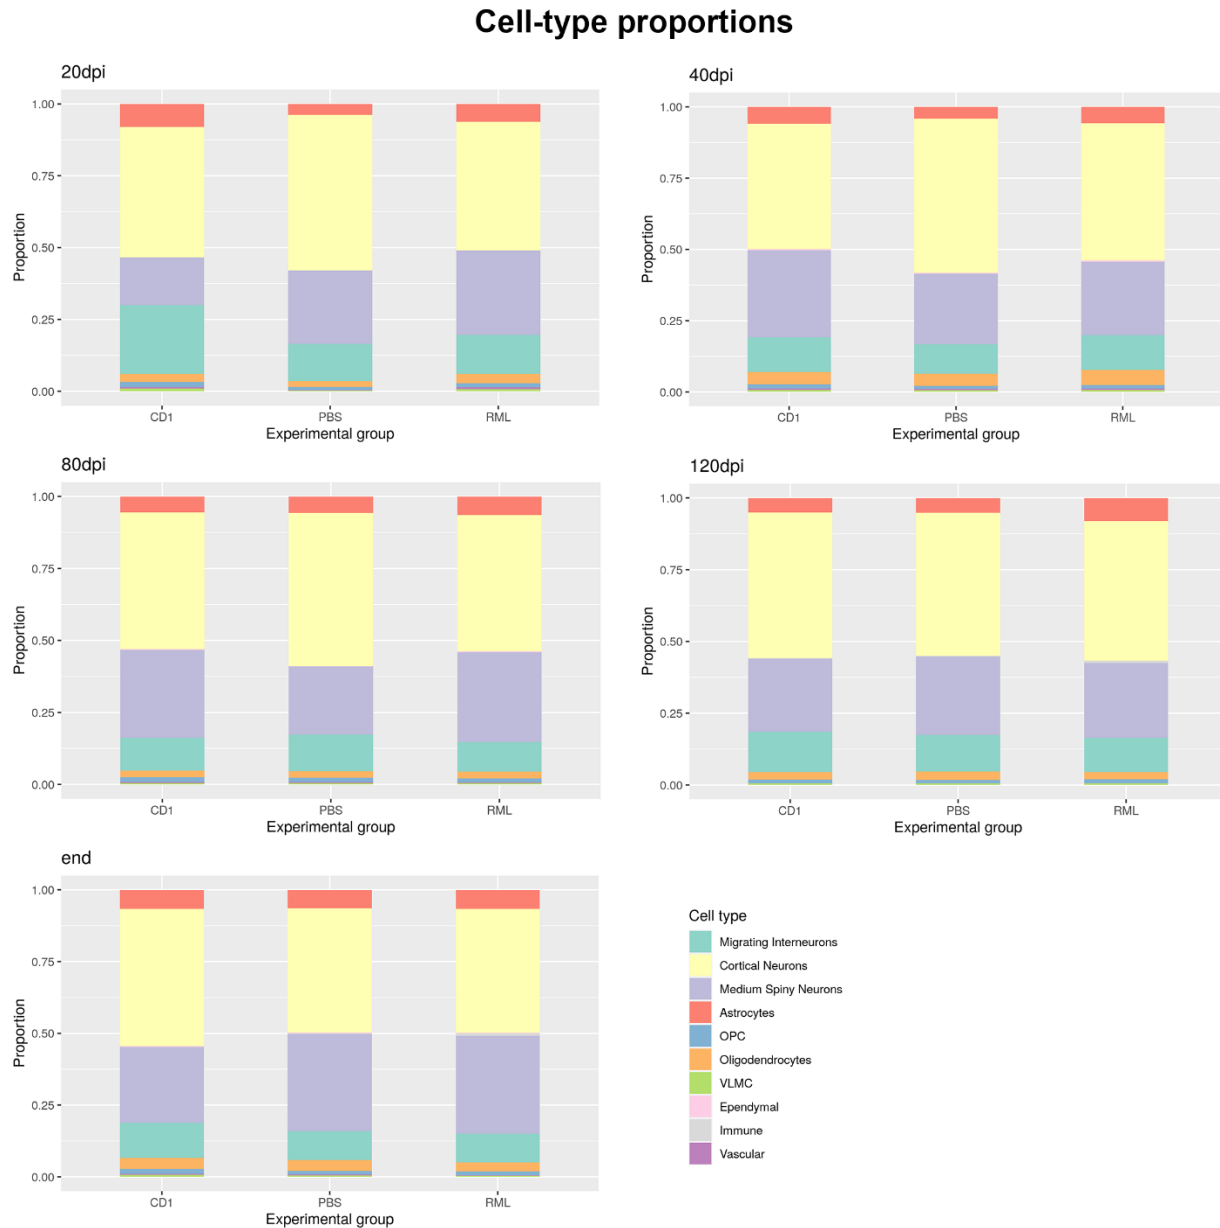 Cell-type proportions
20dpi
1.00
0.75
0.50
0.25
0.00
Proportion
CD1 PBS RML
Experimental group
40dpi
1.00
0.75
0.50
0.25
0.00
Proportion
CD1 PBS RML
Experimental group
80dpi
1.00
0.75
0.50
0.25
0.00
Proportion
CD1 PBS RML
Experimental group
120dpi
1.00
0.75
0.50
0.25
0.00
Proportion
CD1 PBS RML
Experimental group
end
1.00
0.75
0.50
0.25
0.00
Proportion
CD1 PBS RML
Experimental group
Cell type
Migrating Interneurons
Cortical Neurons
Medium Spiny Neurons
Astrocytes
OPC
Oligodendrocytes
VLMC
Ependymal
Immune
Vascular